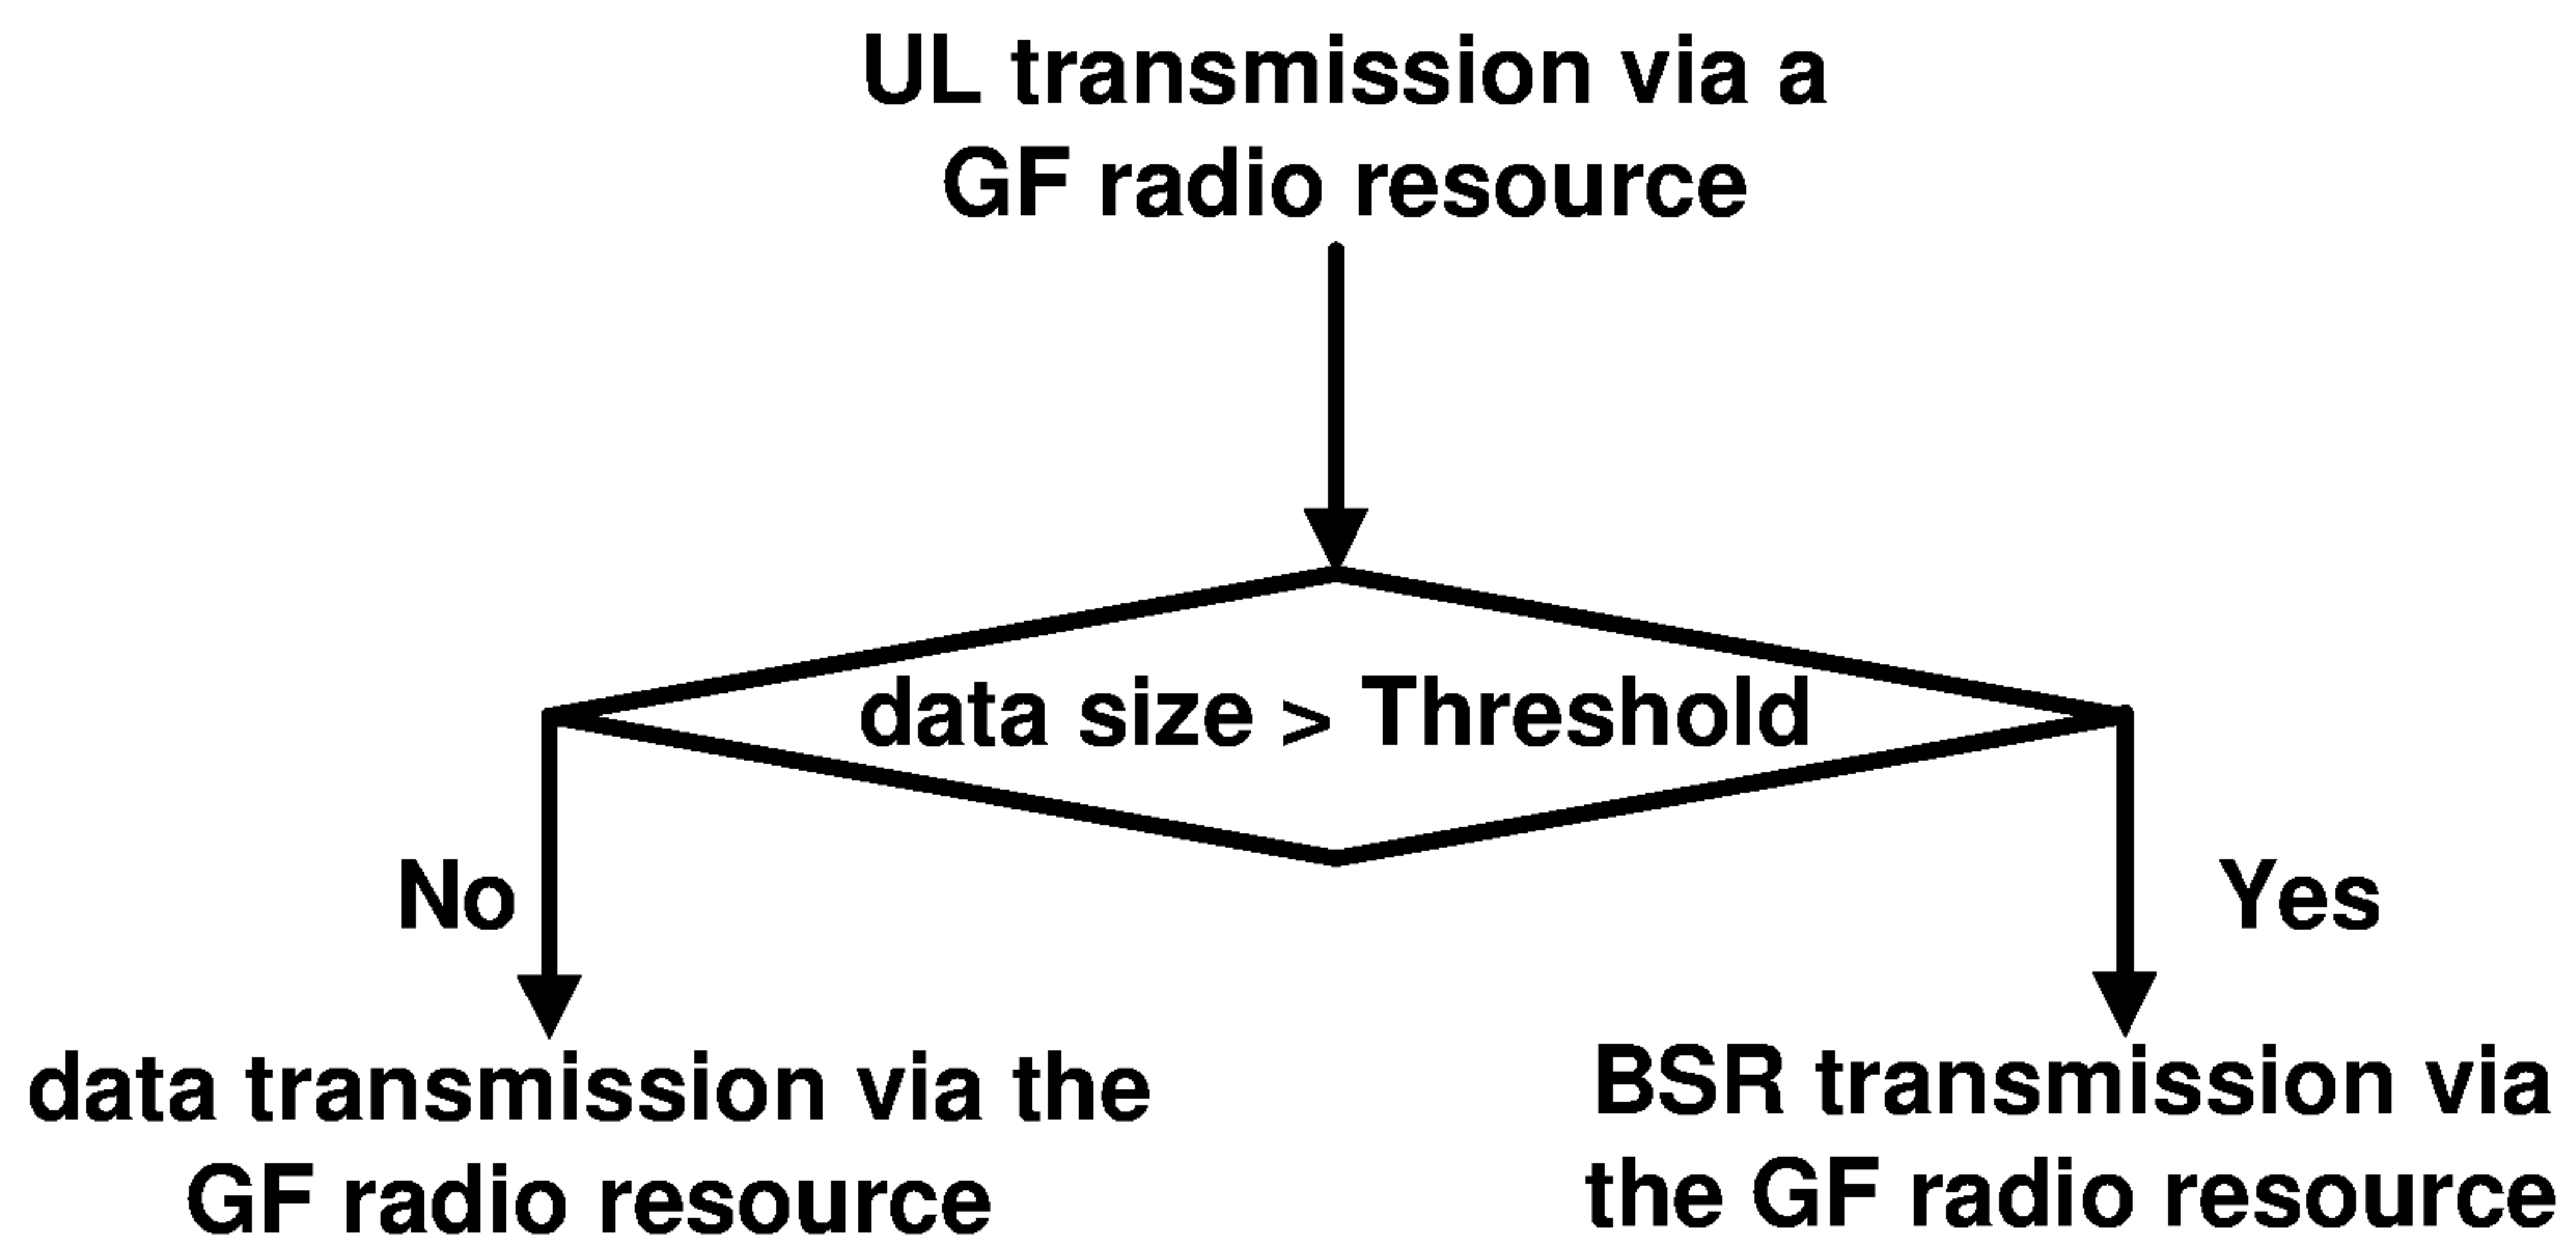 UL transmission via a
GF radio resource
data size > Threshold
No
Yes
data transmission via the
GF radio resource
BSR transmission via
the GF radio resource